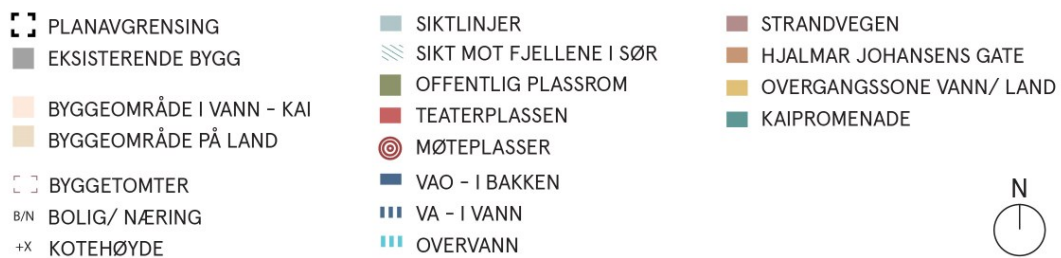 PLANAVGRENSING
EKSISTERENDE BYGG
BYGGEOMRÅDE I VANN - KAI
BYGGEOMRÅDE PÅ LAND
BYGGETOMTER
B/N BOLIG/ NÆRING
+X KOTEHØYDE
SIKTLINJER
SIKT MOT FJELLENE I SØR
OFFENTLIG PLASSROM
TEATERPLASSEN
MØTEPLASSER
VAO - I BAKKEN
VA - I VANN
OVERVANN
STRANDVEGEN
HJALMAR JOHANSENS GATE
OVERGANGSSONE VANN/ LAND
KAIPROMENADE
N